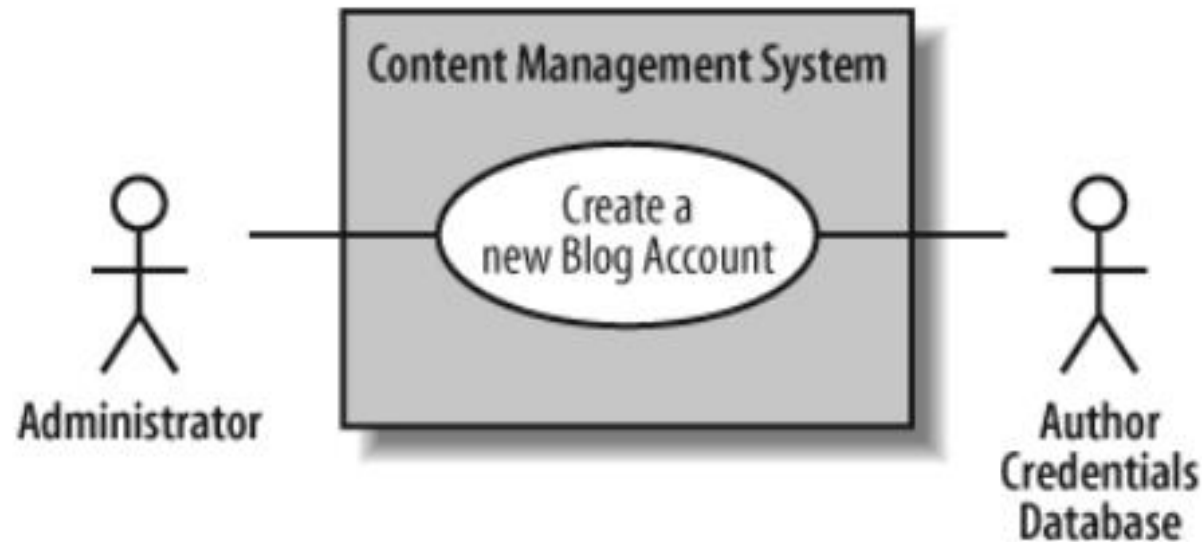 Content Management System
Create a
new Blog Account
Administrator
Author
Credentials
Database